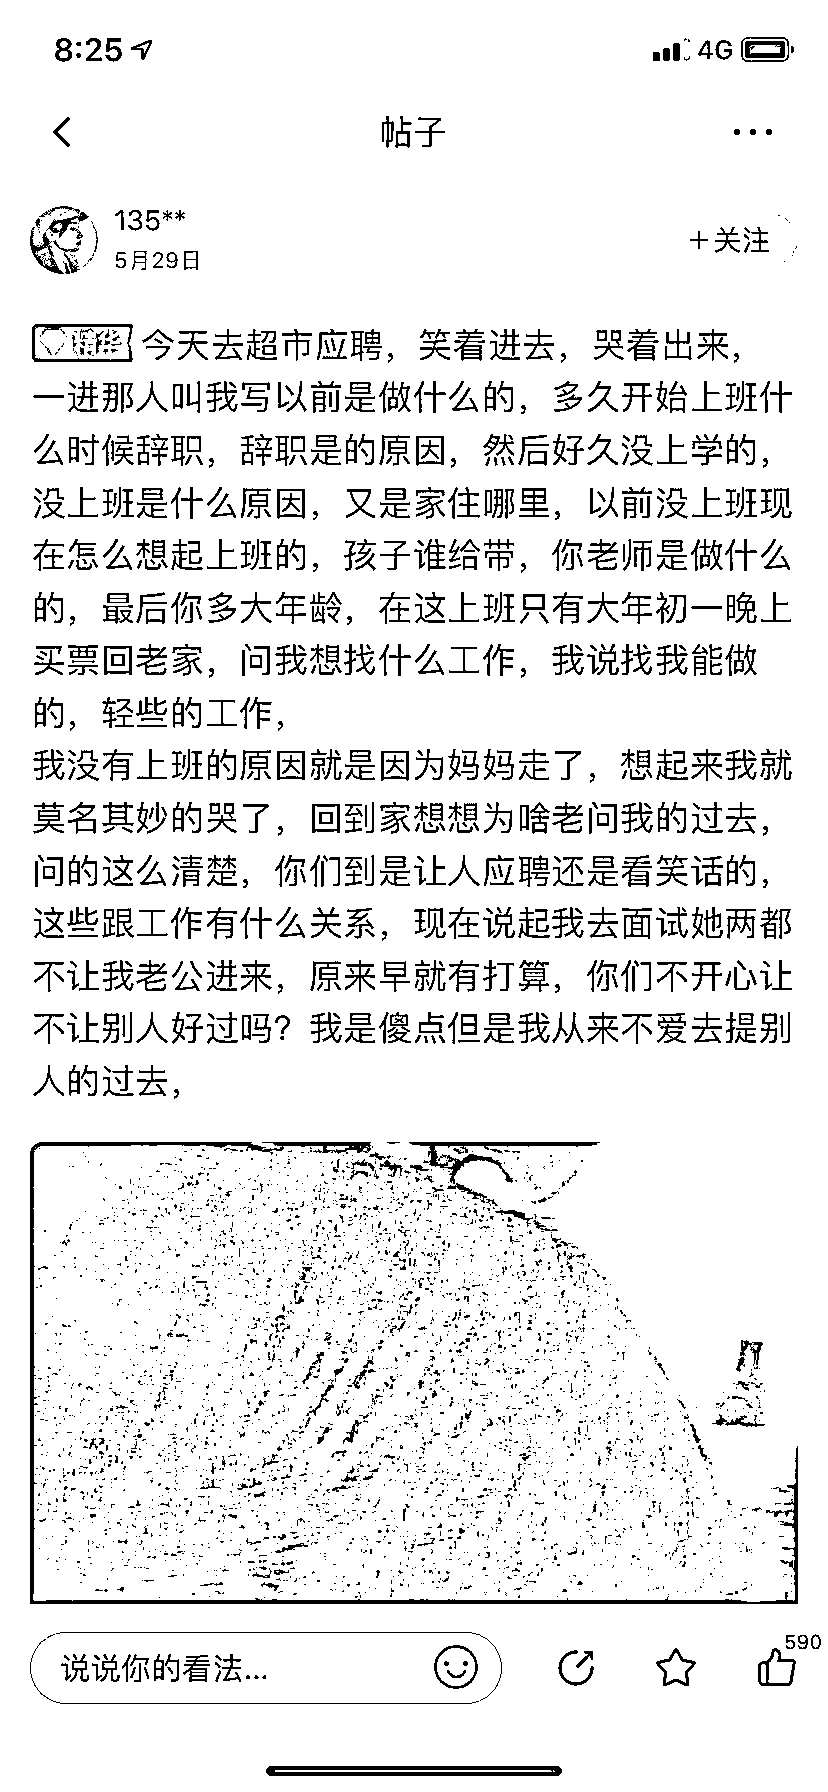 8:25 4G
帖子
135**
5月29日
+关注
精华 今天去超市应聘，笑着进去，哭着出来，
一进那人叫我写以前是做什么的，多久开始上班什
么时候辞职，辞职是的原因，然后好久没上学的，
没上班是什么原因，又是家住哪里，以前没上班现
在怎么想起上班的，孩子谁给带，你老师是做什么
的，最后你多大年龄，在这上班只有大年初一晚上
买票回老家，问我想找什么工作，我说找我能做
的，轻些的工作，
我没有上班的原因就是因为妈妈走了，想起来我就
莫名其妙的哭了，回到家想想为啥老问我的过去，
问的这么清楚，你们到是让人应聘还是看笑话的，
这些跟工作有什么关系，现在说起我去面试她两都
不让我老公进来，原来早就有打算，你们不开心让
不让别人好过吗？我是傻点但是我从来不爱去提别
人的过去，
说说你的看法...
590